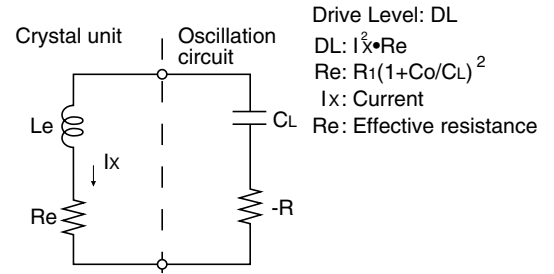 Crystal unit
Oscillation
circuit
Le
Ix
Re
CL
-R
Drive Level: DL
DL: Ix²•Re
Re: R1(1+Co/CL)²
Ix: Current
Re: Effective resistance